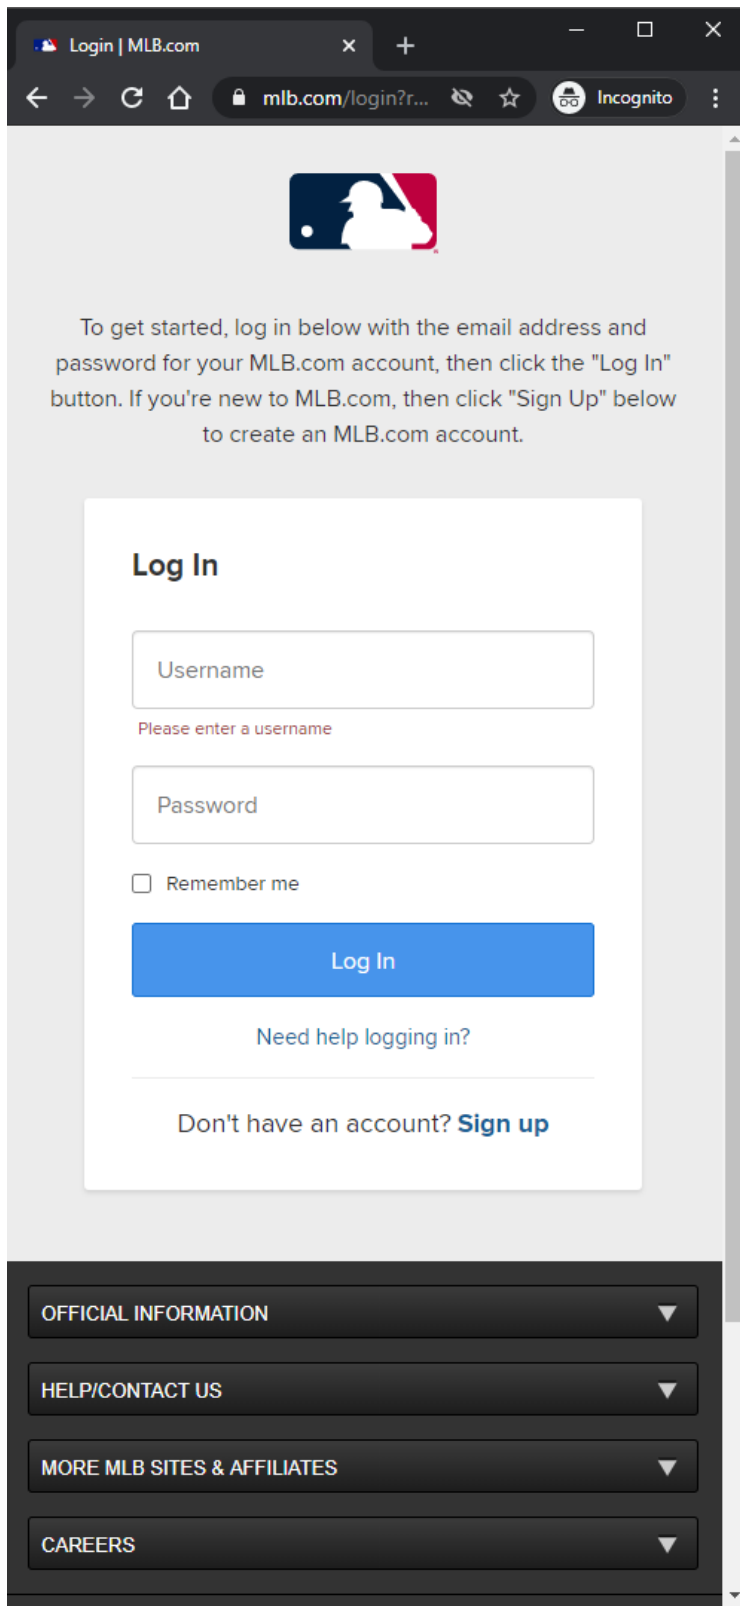 Login | MLB.com
mlb.com/login?r...
Incognito
To get started, log in below with the email address and
password for your MLB.com account, then click the "Log In"
button. If you're new to MLB.com, then click "Sign Up" below
to create an MLB.com account.
Log In
Username
Please enter a username
Password
Remember me
Log In
Need help logging in?
Don't have an account? Sign up
OFFICIAL INFORMATION
HELP/CONTACT US
MORE MLB SITES & AFFILIATES
CAREERS